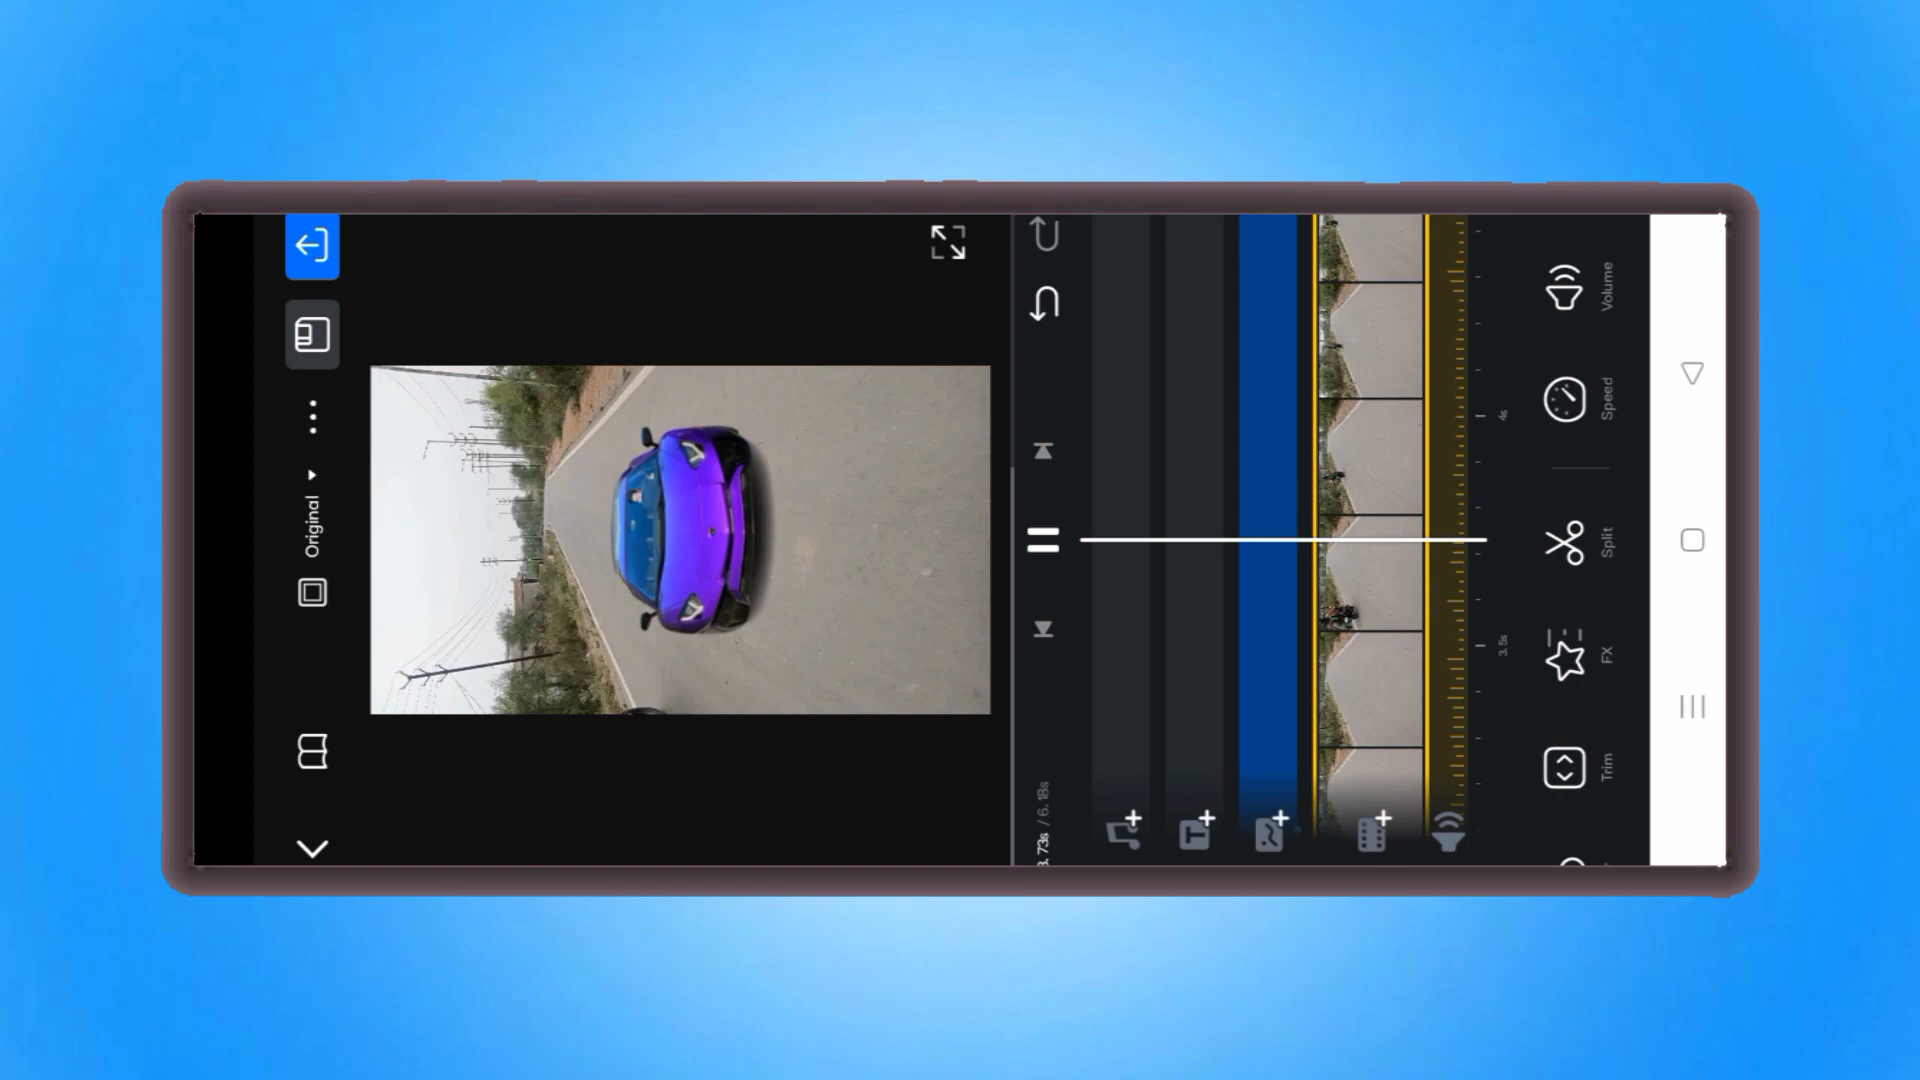 Original
3.73s / 6.18s
T
3.5s
4s
Trim
FX
Split
Speed
Volume